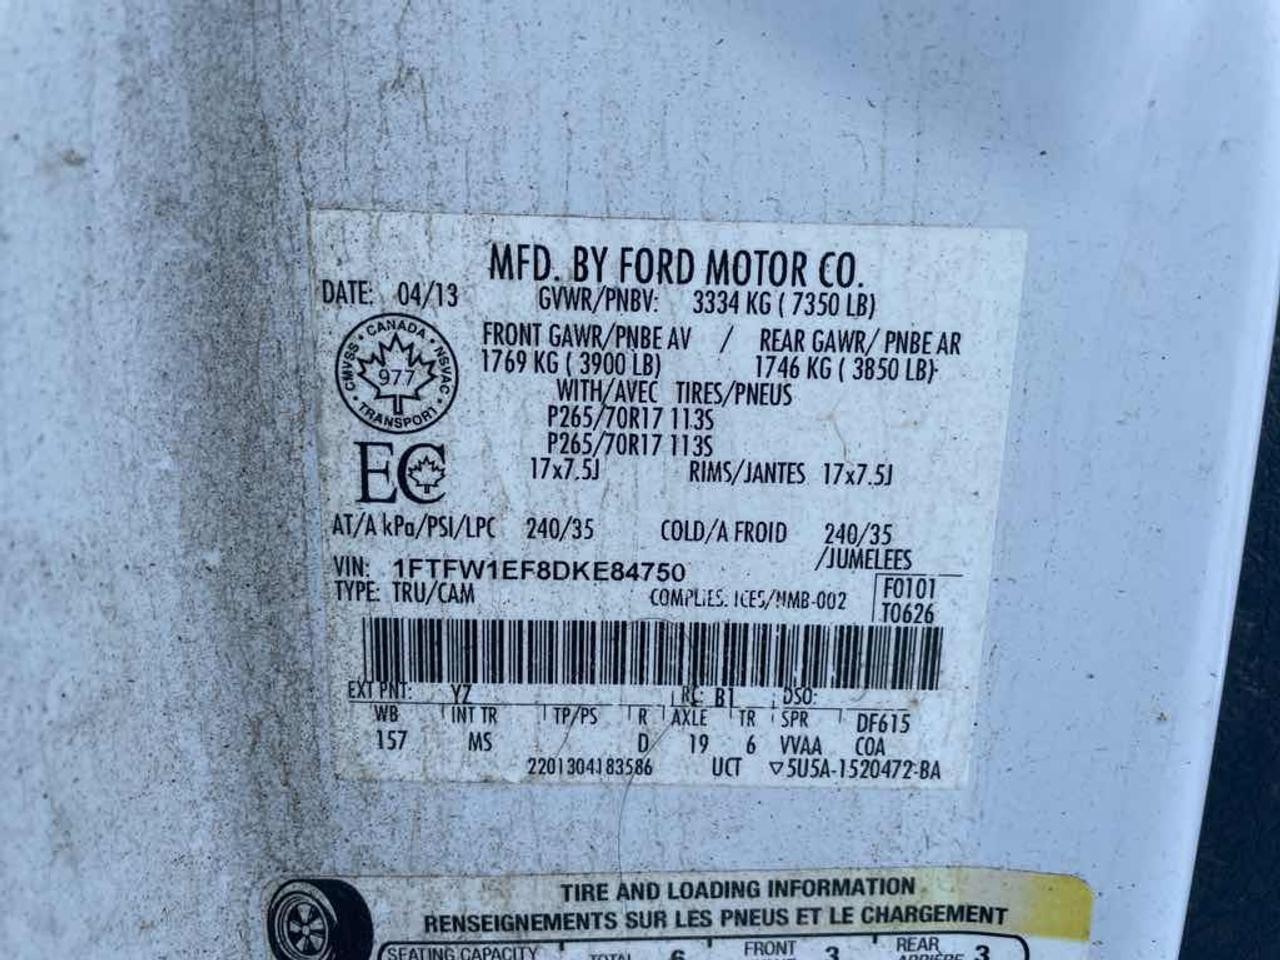 MFD. BY FORD MOTOR CO.
DATE: 04/13 GVWR/PNBV: 3334 KG ( 7350 LB)
FRONT GAWR/PNBE AV / REAR GAWR/ PNBE AR
1769 KG ( 3900 LB) 1746 KG ( 3850 LB)
WITH/AVEC TIRES/PNEUS
P265/70R17 113S
P265/70R17 113S
17x7.5J RIMS/JANTES 17x7.5J
CANADA
CMVSS NSVAC
977
TRANSPORT
EC
AT/A kPa/PSI/LPC 240/35 COLD/A FROID 240/35
/JUMELEES
VIN: 1FTFW1EF8DKE84750
F0101
TYPE: TRU/CAM COMPLIES: ICES/NMB-002 T0626
EXT PNT: YZ RC: B1 DSO:
WB INT TR TP/PS R AXLE TR SPR DF615
157 MS D 19 6 VVAA COA
2201304183586 UCT ▽5U5A-1520472-BA
TIRE AND LOADING INFORMATION
RENSEIGNEMENTS SUR LES PNEUS ET LE CHARGEMENT
SEATING CAPACITY TOTAL 6 FRONT 3 REAR 3
ARRIÈRE